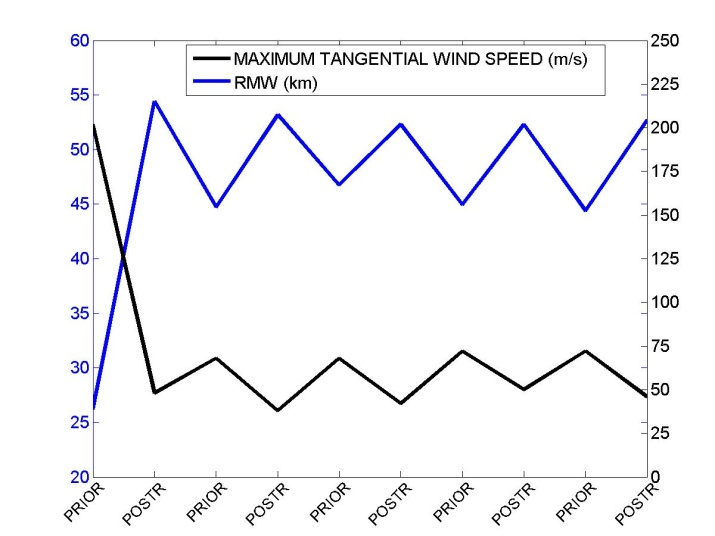 MAXIMUM TANGENTIAL WIND SPEED (m/s)
RMW (km)
60
55
50
45
40
35
30
25
20
250
225
200
175
150
125
100
75
50
25
0
PRIOR
POSTR
PRIOR
POSTR
PRIOR
POSTR
PRIOR
POSTR
PRIOR
POSTR